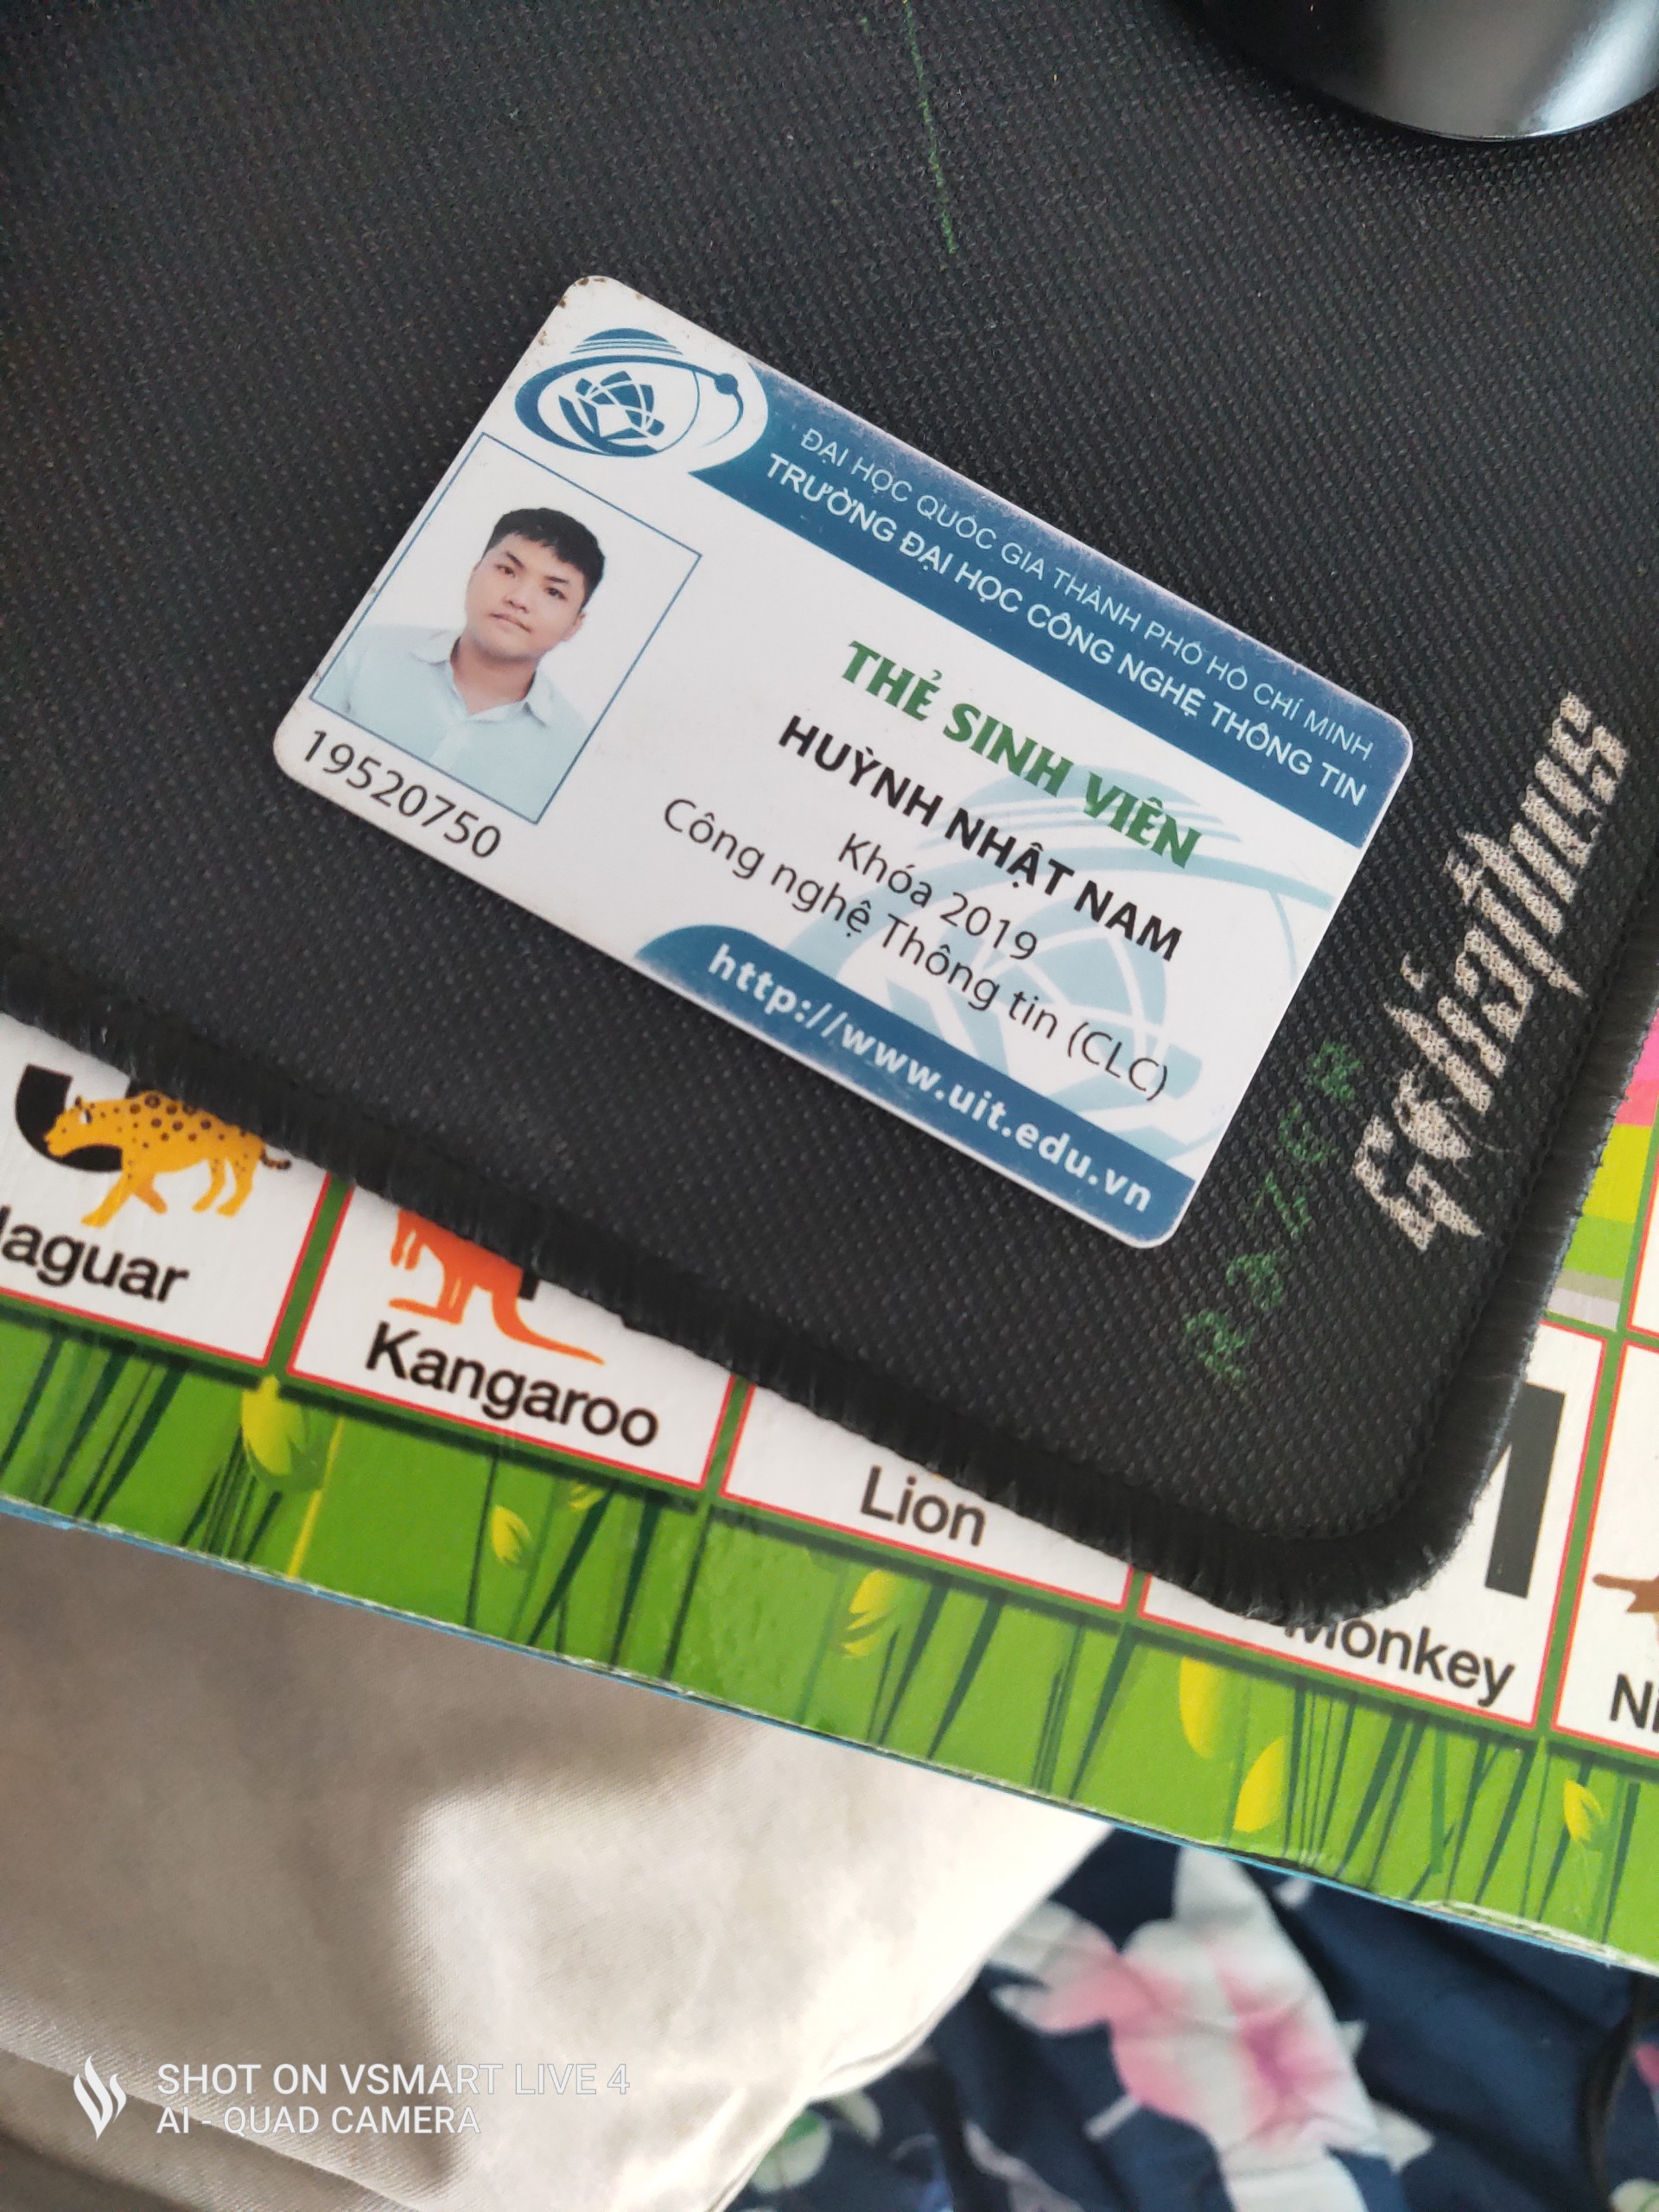 ĐẠI HỌC QUỐC GIA THÀNH PHỐ HỒ CHÍ MINH
TRƯỜNG ĐẠI HỌC CÔNG NGHỆ THÔNG TIN
THẺ SINH VIÊN
HUỲNH NHẬT NAM
Khóa 2019
Công nghệ Thông tin (CLC)
19520750
http://www.uit.edu.vn
RAZER
Goliathus
Jaguar
Kangaroo
Lion
M
Monkey
SHOT ON VSMART LIVE 4
AI - QUAD CAMERA